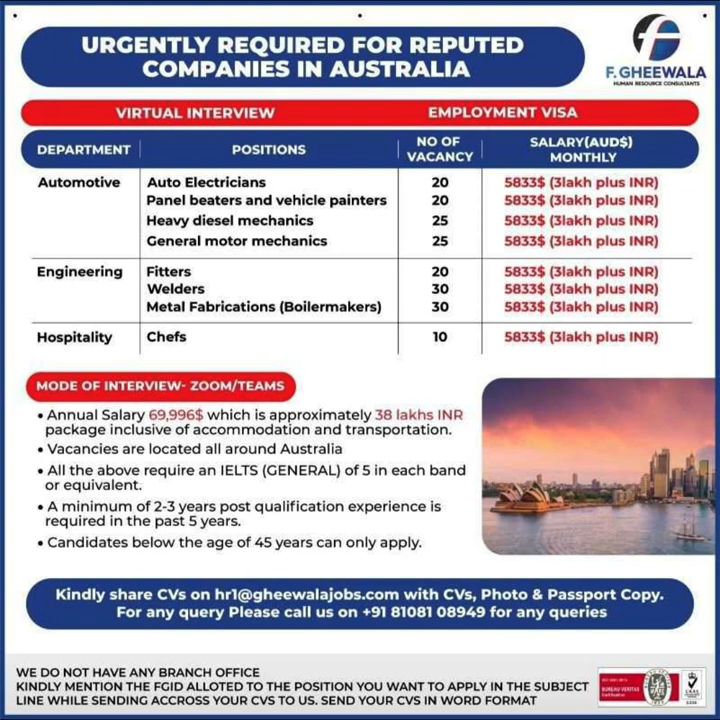 URGENTLY REQUIRED FOR REPUTED
COMPANIES IN AUSTRALIA
F.GHEEWALA
HUMAN RESOURCE CONSULTANTS
VIRTUAL INTERVIEW EMPLOYMENT VISA
DEPARTMENT POSITIONS NO OF VACANCY SALARY(AUD$) MONTHLY
Automotive Auto Electricians 20 5833$ (3lakh plus INR)
Panel beaters and vehicle painters 20 5833$ (3lakh plus INR)
Heavy diesel mechanics 25 5833$ (3lakh plus INR)
General motor mechanics 25 5833$ (3lakh plus INR)
Engineering Fitters 20 5833$ (3lakh plus INR)
Welders 30 5833$ (3lakh plus INR)
Metal Fabrications (Boilermakers) 30 5833$ (3lakh plus INR)
Hospitality Chefs 10 5833$ (3lakh plus INR)
MODE OF INTERVIEW- ZOOM/TEAMS
• Annual Salary 69,996$ which is approximately 38 lakhs INR
package inclusive of accommodation and transportation.
• Vacancies are located all around Australia
• All the above require an IELTS (GENERAL) of 5 in each band
or equivalent.
• A minimum of 2-3 years post qualification experience is
required in the past 5 years.
• Candidates below the age of 45 years can only apply.
Kindly share CVs on hr1@gheewalajobs.com with CVs, Photo & Passport Copy.
For any query Please call us on +91 81081 08949 for any queries
WE DO NOT HAVE ANY BRANCH OFFICE
KINDLY MENTION THE FGID ALLOTED TO THE POSITION YOU WANT TO APPLY IN THE SUBJECT
LINE WHILE SENDING ACCROSS YOUR CVS TO US. SEND YOUR CVS IN WORD FORMAT
BUREAU VERITAS
Certification